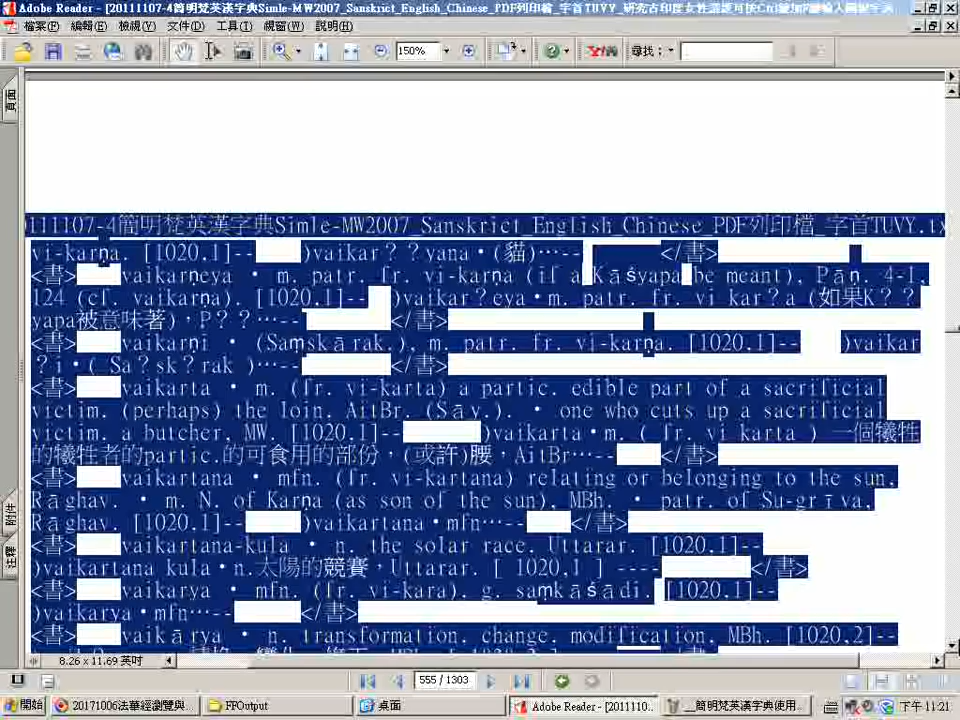 Adobe Reader - [20111107-4簡明梵英漢字典Simle-MW2007_Sanskrict_English_Chinese_PDF列印檔_字首TUVY_研究古印度女性
檔案(F) 編輯(E) 檢視(V) 文件(D) 工具(T) 視窗(W) 說明(H)
150% 尋找:
頁面
111107-4簡明梵英漢字典Simle-MW2007_Sanskrict_English_Chinese_PDF列印檔_字首TUVY.tx
vi-karṇa. [1020,1]-- )vaikar??yana‧(貓)…-- </書>
<書> vaikarṇeya ‧ m. patr. fr. vi-karṇa (if a Kāśyapa be meant), Pāṇ. 4-1,
124 (cf. vaikarṇa). [1020,1]-- )vaikar?eya‧m. patr. fr. vi kar?a (如果K??
yapa被意味著), P??…-- </書>
<書> vaikarṇi ‧ (Saṃskārak.), m. patr. fr. vi-karṇa. [1020,1]-- )vaikar
?i‧( Sa?sk?rak )…-- </書>
<書> vaikarta ‧ m. (fr. vi-karta) a partic. edible part of a sacrificial
victim. (perhaps) the loin, AitBr. (Sāy.). ‧ one who cuts up a sacrificial
victim. a butcher, MW. [1020,1]-- )vaikarta‧m. ( fr. vi karta ) 一個犧牲
的犧牲者的partic.的可食用的部份，(或許)腰，AitBr…-- </書>
<書> vaikartana ‧ mfn. (fr. vi-kartana) relating or belonging to the sun,
Rāghav. ‧ m. N. of Karṇa (as son of the sun), MBh. ‧ patr. of Su-grīva,
Rāghav. [1020,1]-- )vaikartana‧mfn…-- </書>
<書> vaikartana-kula ‧ n. the solar race, Uttarar. [1020,1]--
)vaikartana kula‧n.太陽的競賽，Uttarar. [ 1020,1 ] ---- </書>
<書> vaikarya ‧ mfn. (fr. vi-kara). g. saṃkāśādi. [1020,1]--
)vaikarya‧mfn…-- </書>
<書> vaikārya ‧ n. transformation, change, modification, MBh. [1020,2]--
附件
注釋
8.26 x 11.69 英吋
555 / 1303
開始 20171006法華經瀏覽與... FFOutput 桌面 Adobe Reader - [20111110... __簡明梵英漢字典使用... 下午 11:21